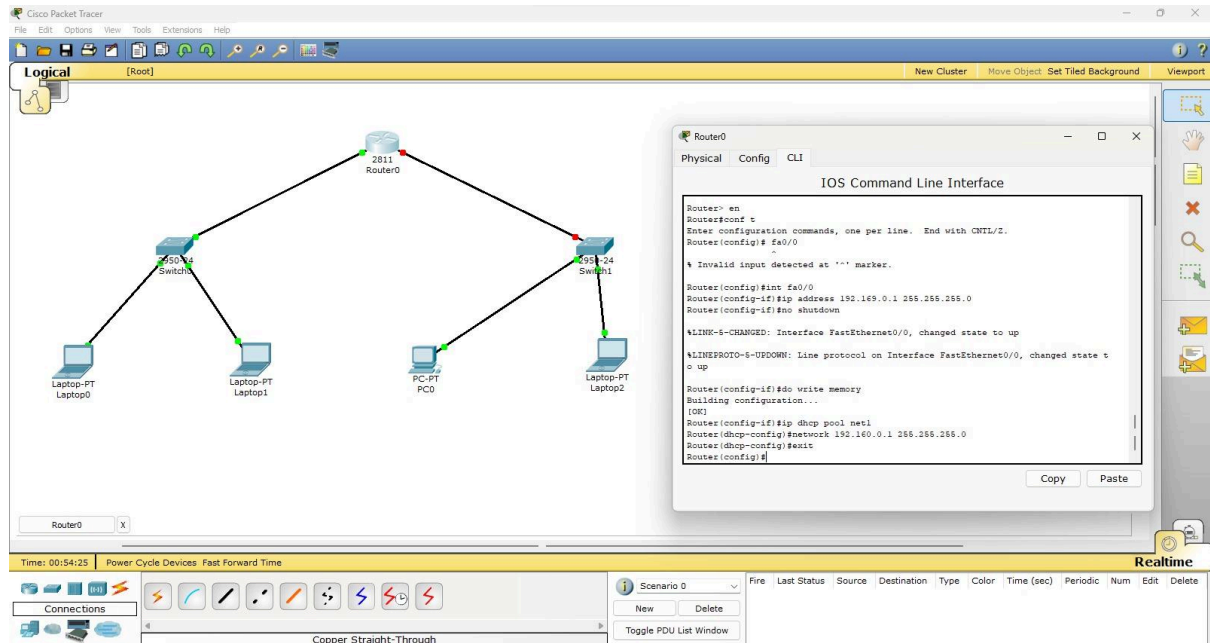 Cisco Packet Tracer
File Edit Options View Tools Extensions Help
Logical
[Root]
New Cluster
Move Object
Set Tiled Background
Viewport
2811
Router0
2950-24
Switch0
2950-24
Switch1
Laptop-PT
Laptop0
Laptop-PT
Laptop1
PC-PT
PC0
Laptop-PT
Laptop2
Router0
Physical Config CLI
IOS Command Line Interface
Router> en
Router#conf t
Enter configuration commands, one per line. End with CNTL/Z.
Router(config)# fa0/0
^
% Invalid input detected at '^' marker.
Router(config)#int fa0/0
Router(config-if)#ip address 192.169.0.1 255.255.255.0
Router(config-if)#no shutdown
%LINK-5-CHANGED: Interface FastEthernet0/0, changed state to up
%LINEPROTO-5-UPDOWN: Line protocol on Interface FastEthernet0/0, changed state t
o up
Router(config-if)#do write memory
Building configuration...
[OK]
Router(config-if)#ip dhcp pool net1
Router(dhcp-config)#network 192.160.0.1 255.255.255.0
Router(dhcp-config)#exit
Router(config)#
Copy Paste
Router0 X
Time: 00:54:25 Power Cycle Devices Fast Forward Time
Realtime
Connections
Copper Straight-Through
Scenario 0
New Delete
Toggle PDU List Window
Fire Last Status Source Destination Type Color Time (sec) Periodic Num Edit Delete